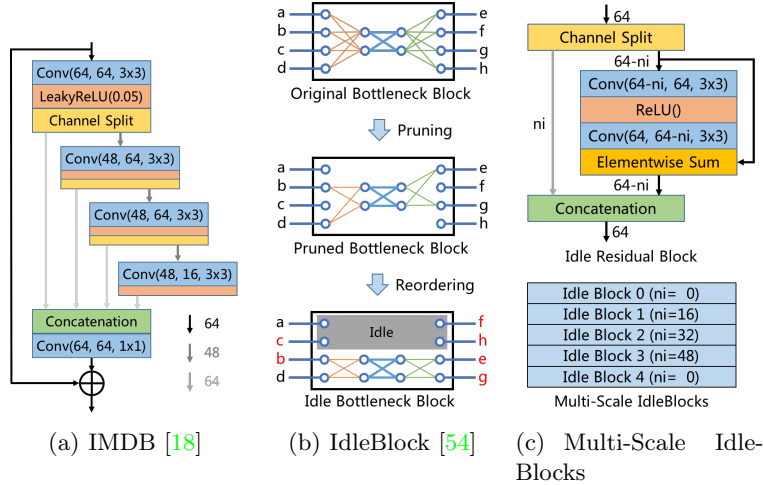 Conv(64, 64, 3x3)
LeakyReLU(0.05)
Channel Split
Conv(48, 64, 3x3)
Conv(48, 64, 3x3)
Conv(48, 16, 3x3)
Concatenation
Conv(64, 64, 1x1)
64
48
64
(a) IMDB [18]
a
b
c
d
e
f
g
h
Original Bottleneck Block
Pruning
a
b
c
d
e
f
g
h
Pruned Bottleneck Block
Reordering
a
c
b
d
Idle
f
h
e
g
Idle Bottleneck Block
(b) IdleBlock [54]
64
Channel Split
64-ni
ni
Conv(64-ni, 64, 3x3)
ReLU()
Conv(64, 64-ni, 3x3)
Elementwise Sum
64-ni
Concatenation
64
Idle Residual Block
Idle Block 0 (ni= 0)
Idle Block 1 (ni=16)
Idle Block 2 (ni=32)
Idle Block 3 (ni=48)
Idle Block 4 (ni= 0)
Multi-Scale IdleBlocks
(c) Multi-Scale Idle-
Blocks